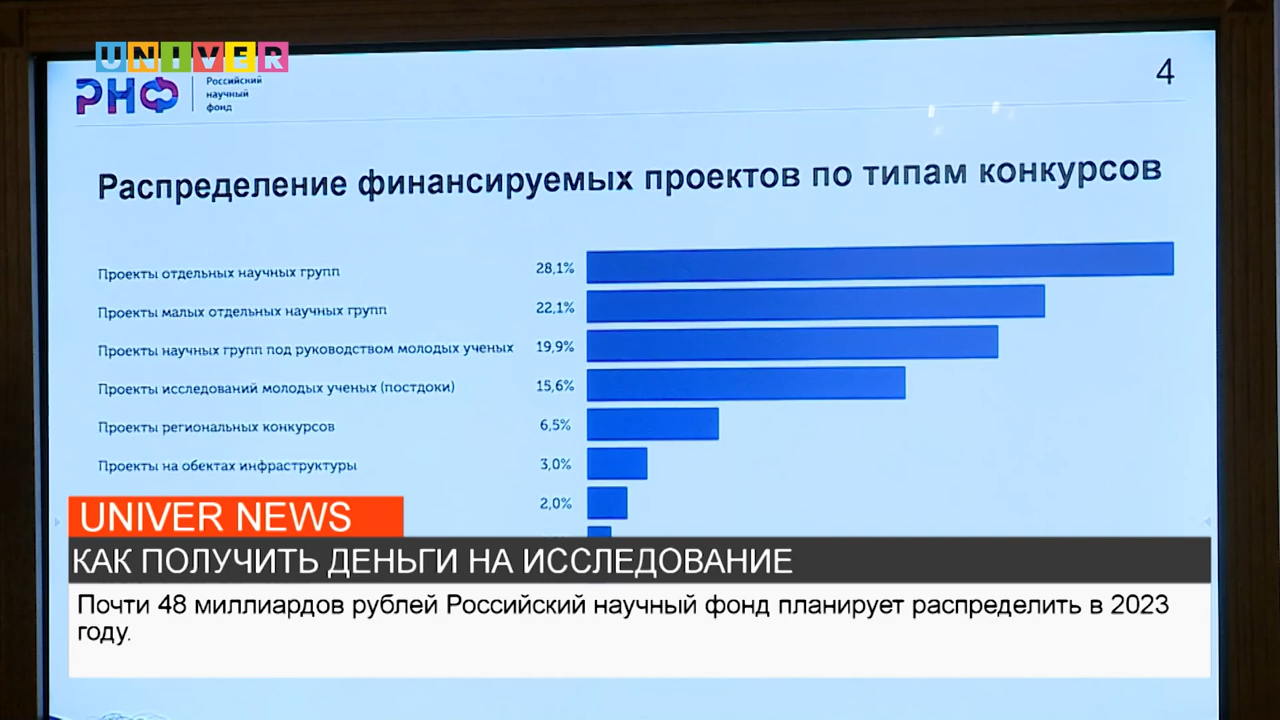 UNIVER
РНФ
Российский
научный
фонд
4
Распределение финансируемых проектов по типам конкурсов
Проекты отдельных научных групп 28,1%
Проекты малых отдельных научных групп 22,1%
Проекты научных групп под руководством молодых ученых 19,9%
Проекты исследований молодых ученых (постдоки) 15,6%
Проекты региональных конкурсов 6,5%
Проекты на обектах инфраструктуры 3,0%
2,0%
UNIVER NEWS
КАК ПОЛУЧИТЬ ДЕНЬГИ НА ИССЛЕДОВАНИЕ
Почти 48 миллиардов рублей Российский научный фонд планирует распределить в 2023
году.